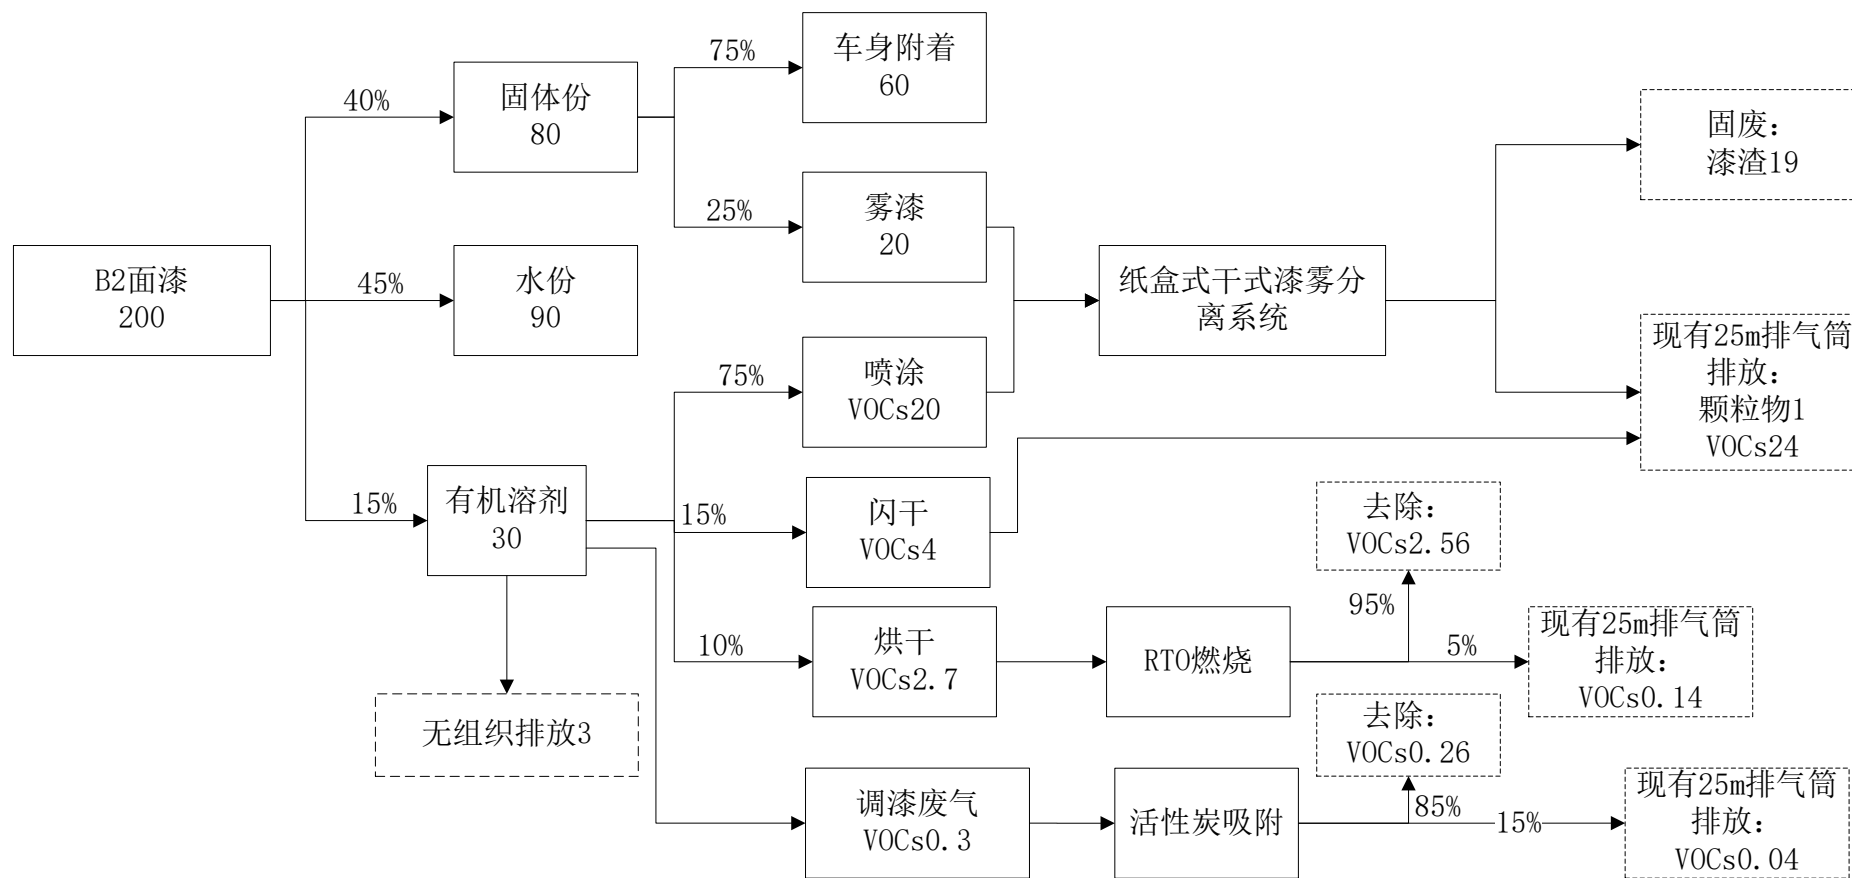 B2面漆
200
40%
45%
15%
固体份
80
水份
90
有机溶剂
30
无组织排放3
75%
25%
车身附着
60
雾漆
20
75%
15%
10%
喷涂
VOCs20
闪干
VOCs4
烘干
VOCs2.7
调漆废气
VOCs0.3
纸盒式干式漆雾分
离系统
RTO燃烧
活性炭吸附
固废：
漆渣19
现有25m排气筒
排放：
颗粒物1
VOCs24
去除：
VOCs2.56
95%
5%
现有25m排气筒
排放：
VOCs0.14
去除：
VOCs0.26
85%
15%
现有25m排气筒
排放：
VOCs0.04